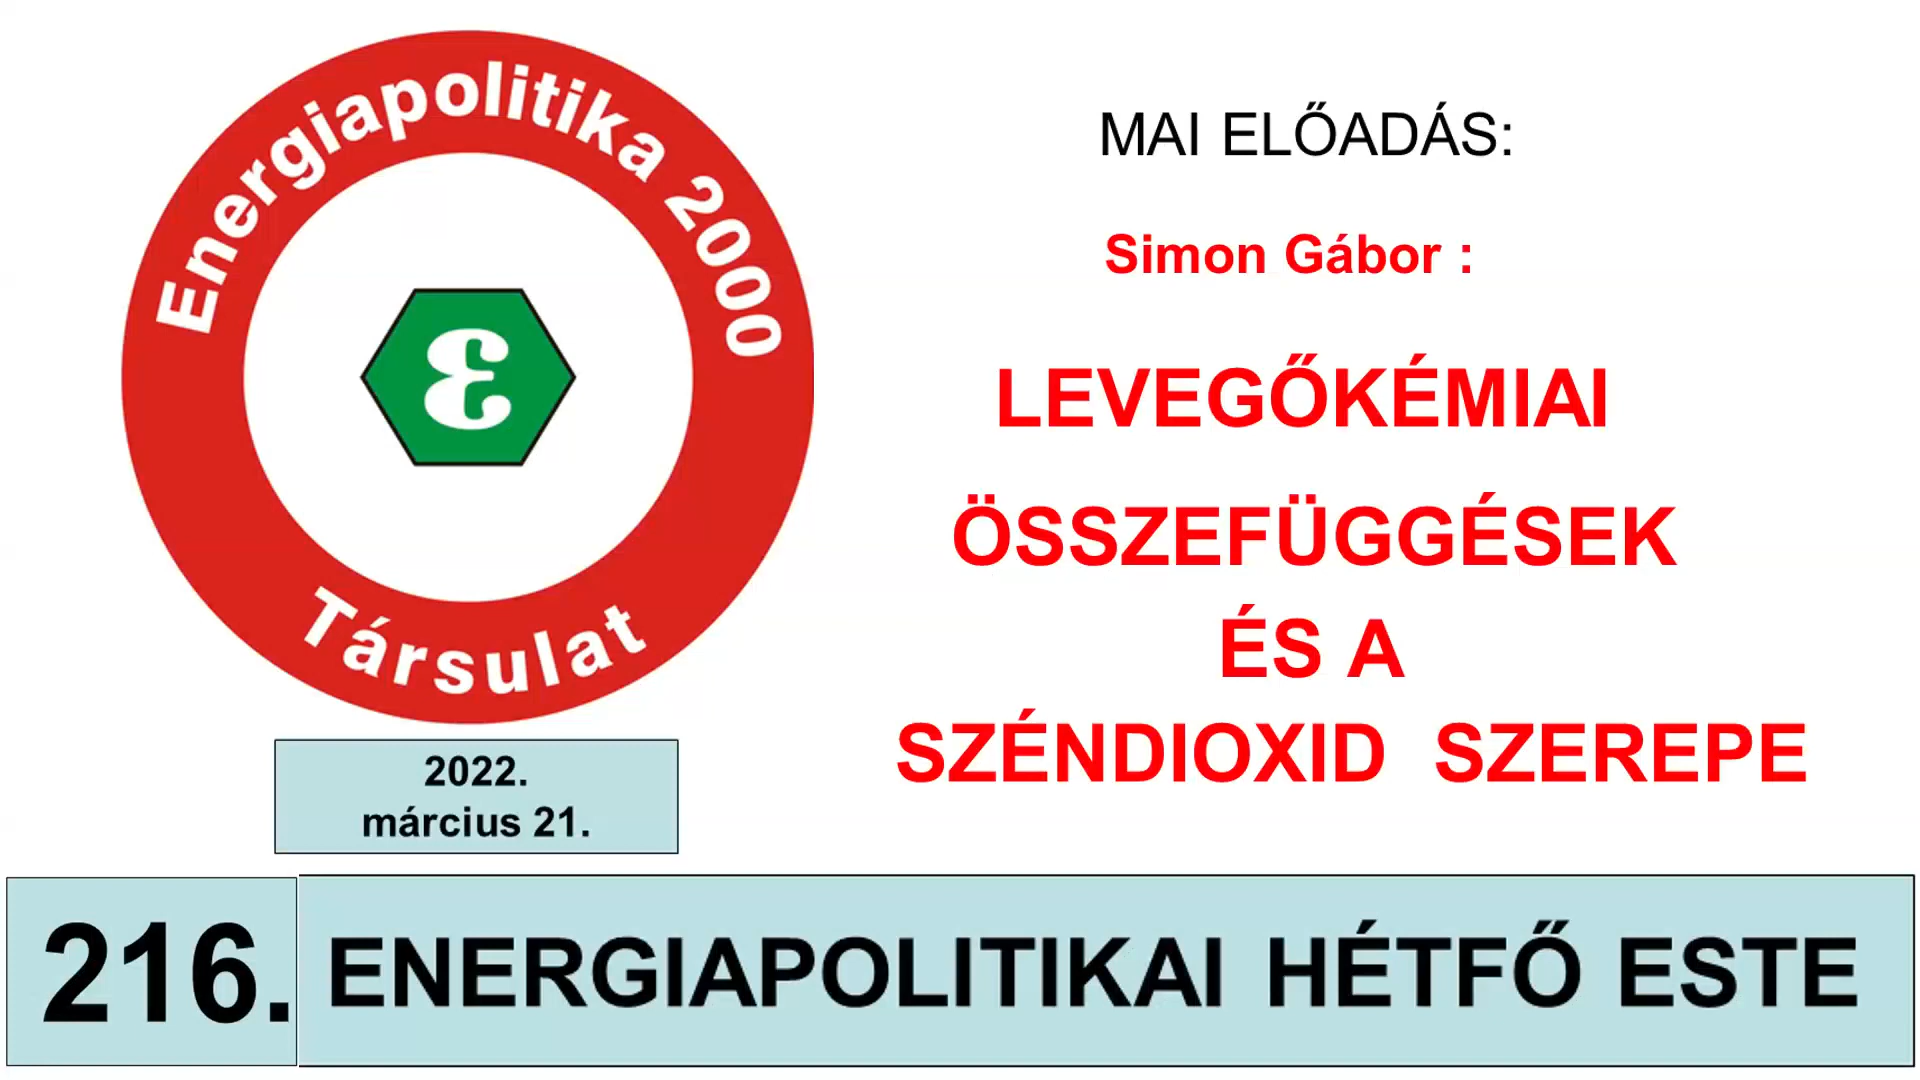 Energiapolitika 2000
ε
Társulat
2022.
március 21.
MAI ELŐADÁS:
Simon Gábor :
LEVEGŐKÉMIAI
ÖSSZEFÜGGÉSEK
ÉS A
SZÉNDIOXID SZEREPE
216. ENERGIAPOLITIKAI HÉTFŐ ESTE